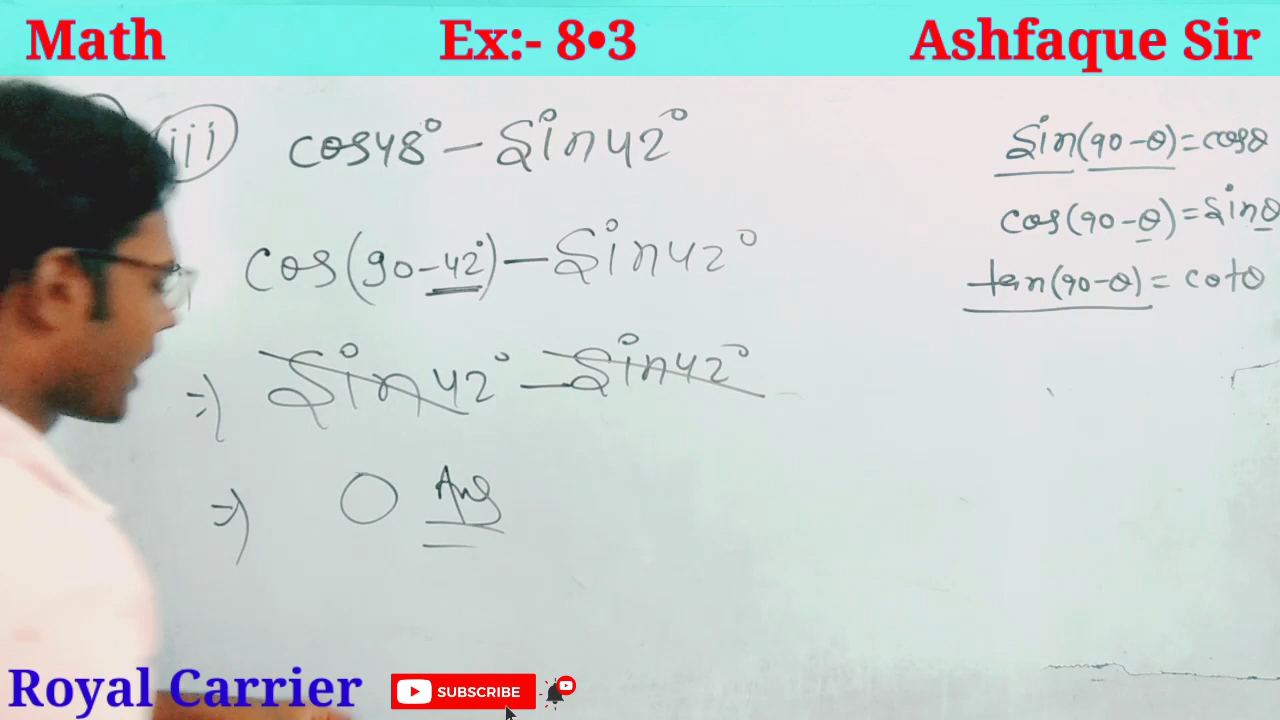 Math Ex:- 8•3 Ashfaque Sir
iii cos48° - Sin42°
cos(90-42°) - Sin42°
=) Sin42° - Sin42°
=) 0 Ans
Sin(90-θ)=cosθ
cos(90-θ)=Sinθ
tan(90-θ)= cotθ
Royal Carrier SUBSCRIBE